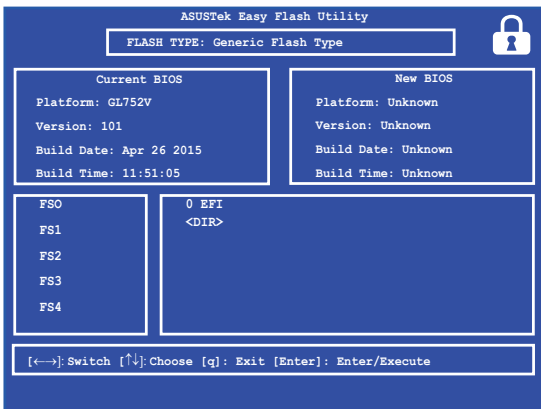 ASUSTek Easy Flash Utility
FLASH TYPE: Generic Flash Type
Current BIOS
Platform: GL752V
Version: 101
Build Date: Apr 26 2015
Build Time: 11:51:05
New BIOS
Platform: Unknown
Version: Unknown
Build Date: Unknown
Build Time: Unknown
FS0
FS1
FS2
FS3
FS4
0 EFI
<DIR>
[←→]: Switch [↑↓]: Choose [q]: Exit [Enter]: Enter/Execute